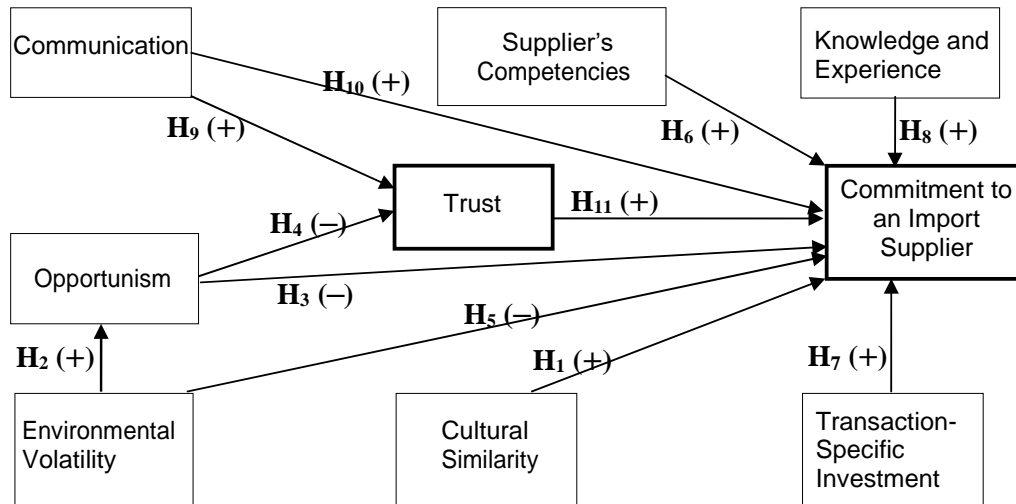 Communication
Supplier's
Competencies
Knowledge and
Experience
H₁₀ (+)
H₉ (+)
H₆ (+)
H₈ (+)
Trust
H₁₁ (+)
Commitment to
an Import
Supplier
H₄ (−)
Opportunism
H₃ (−)
H₅ (−)
H₂ (+)
H₁ (+)
H₇ (+)
Environmental
Volatility
Cultural
Similarity
Transaction-
Specific
Investment